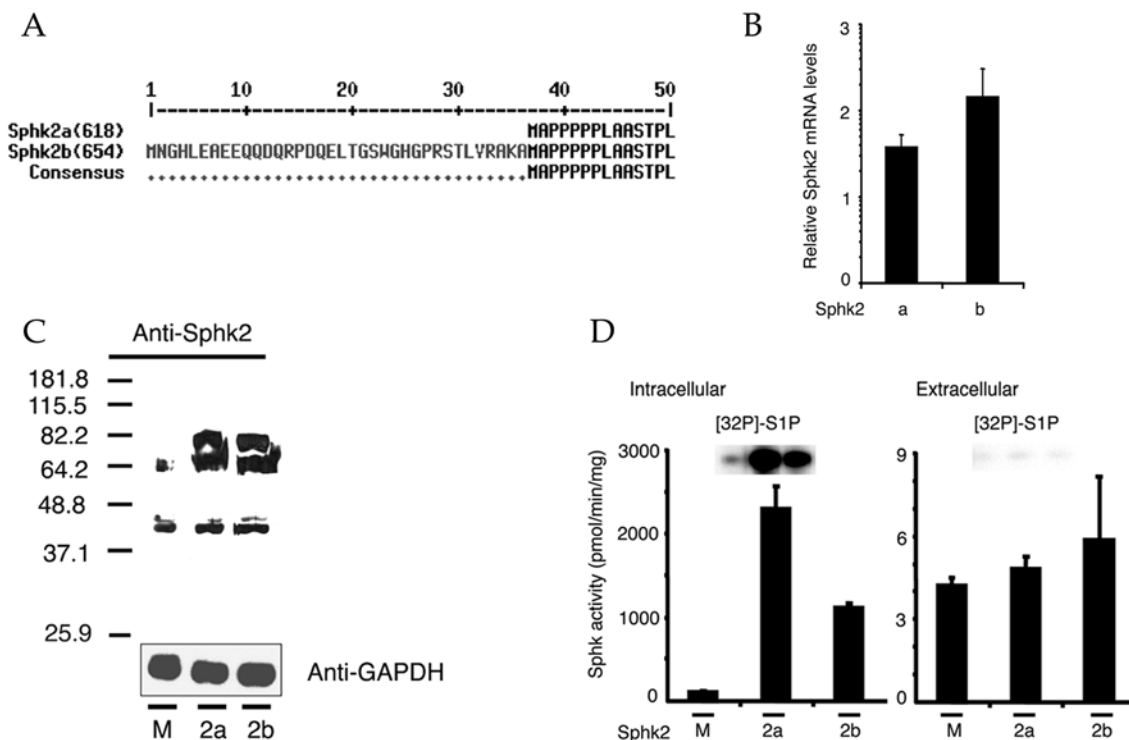 A
1 10 20 30 40 50
Sphk2a(618) MAPPPPPLAASTPL
Sphk2b(654) MNGHLEAEEQQDQRPDQELTGSWGHGPRSTLVRAKAMAPPPPPLAASTPL
Consensus ....................................MAPPPPPLAASTPL
B
Relative Sphk2 mRNA levels
3
2
1
0
Sphk2 a b
C
Anti-Sphk2
181.8
115.5
82.2
64.2
48.8
37.1
25.9
Anti-GAPDH
M 2a 2b
D
Intracellular
[32P]-S1P
Sphk activity (pmol/min/mg)
3000
2000
1000
0
Sphk2 M 2a 2b
Extracellular
[32P]-S1P
9
6
3
0
M 2a 2b